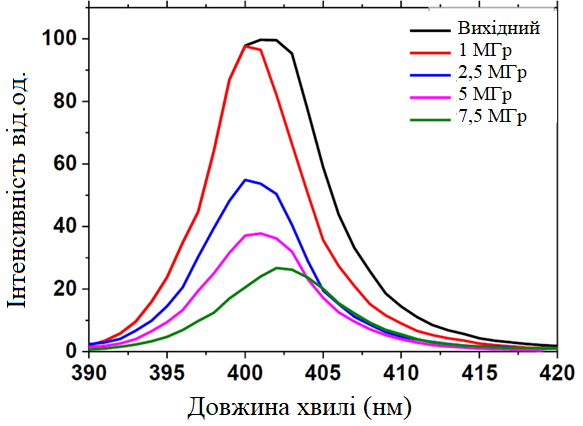 Інтенсивність від.од.
100
80
60
40
20
0
Вихідний
1 МГр
2,5 МГр
5 МГр
7,5 МГр
390 395 400 405 410 415 420
Довжина хвилі (нм)